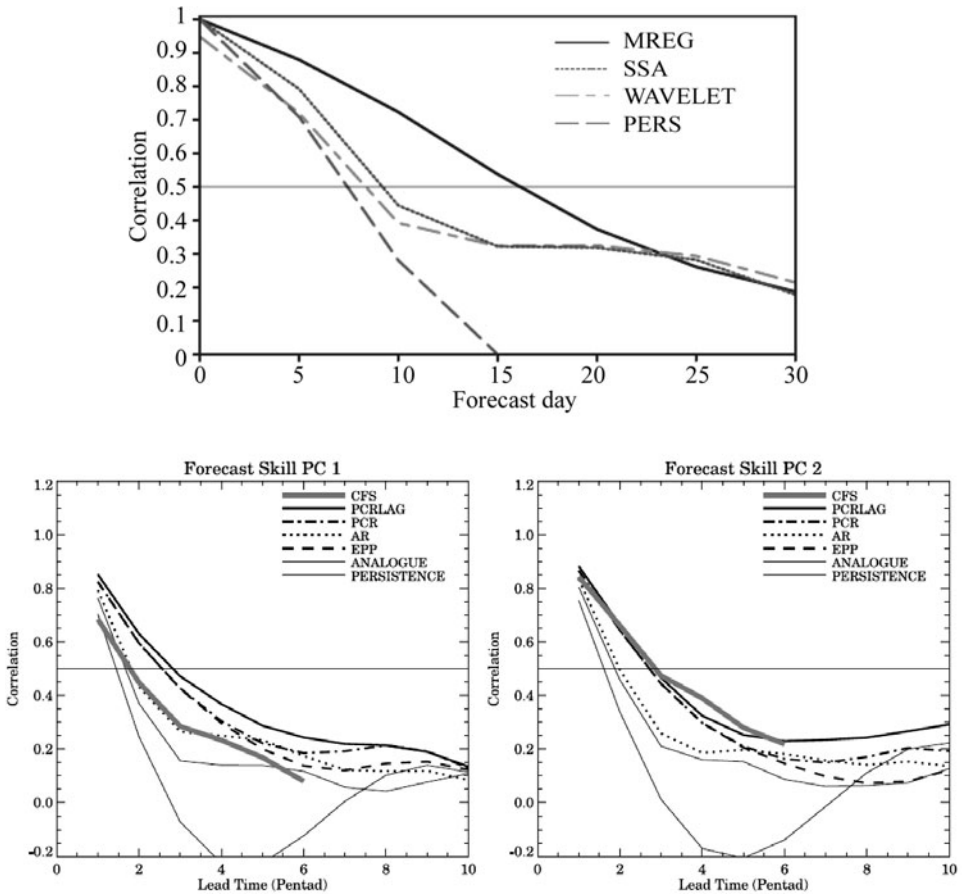 1
0.9
0.8
0.7
0.6
0.5
0.4
0.3
0.2
0.1
0
Correlation
MREG
SSA
WAVELET
PERS
0 5 10 15 20 25 30
Forecast day
Forecast Skill PC 1
1.2
1.0
0.8
0.6
0.4
0.2
0.0
-0.2
Correlation
CFS
PCRLAG
PCR
AR
EPP
ANALOGUE
PERSISTENCE
0 2 4 6 8 10
Lead Time (Pentad)
Forecast Skill PC 2
1.2
1.0
0.8
0.6
0.4
0.2
0.0
-0.2
Correlation
CFS
PCRLAG
PCR
AR
EPP
ANALOGUE
PERSISTENCE
0 2 4 6 8 10
Lead Time (Pentad)